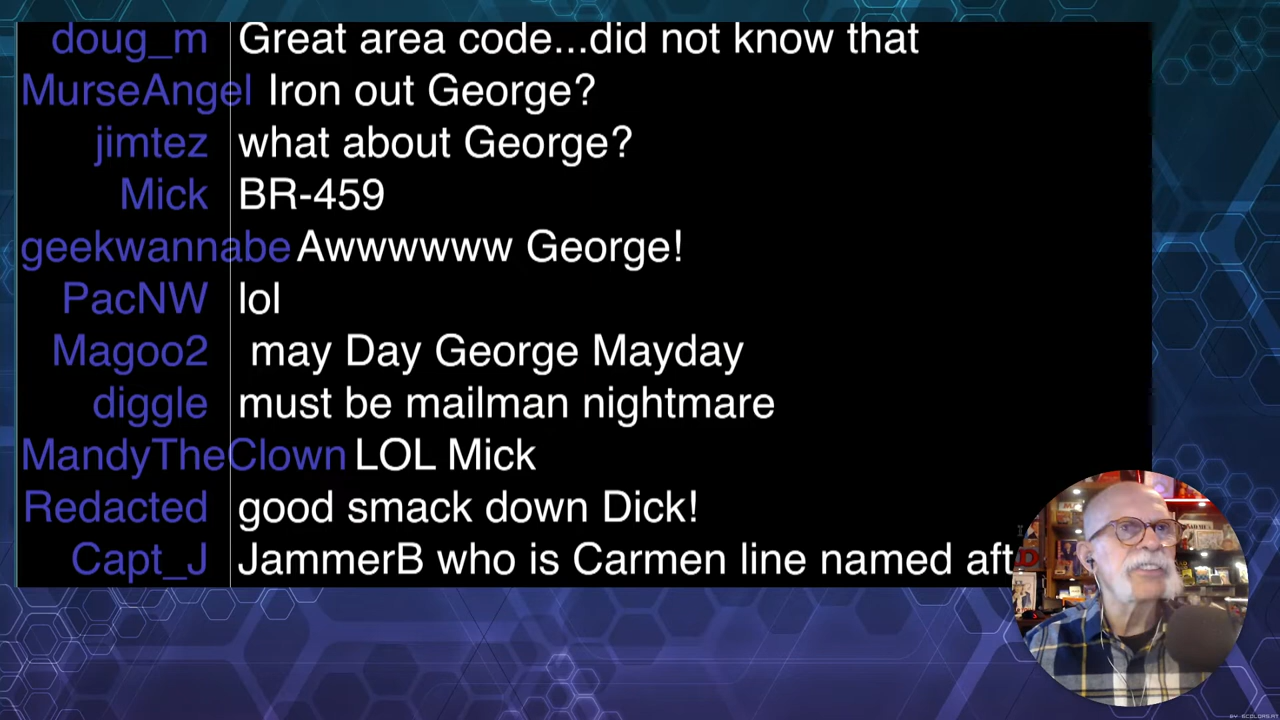 doug_m Great area code...did not know that
MurseAngel Iron out George?
jimtez what about George?
Mick BR-459
geekwannabe Awwwwww George!
PacNW lol
Magoo2 may Day George Mayday
diggle must be mailman nightmare
MandyTheClown LOL Mick
Redacted good smack down Dick!
Capt_J JammerB who is Carmen line named aft